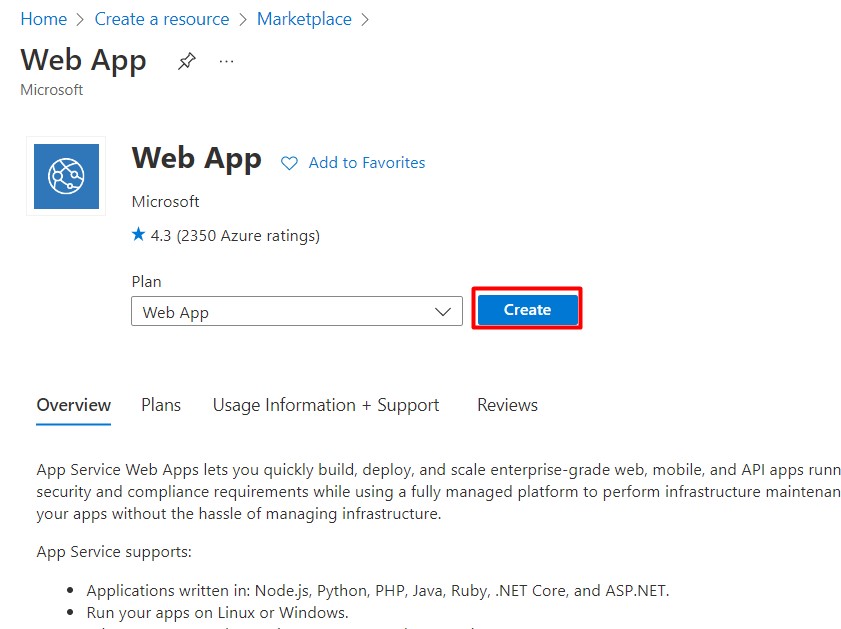 Home > Create a resource > Marketplace >
Web App ...
Microsoft
Web App Add to Favorites
Microsoft
★ 4.3 (2350 Azure ratings)
Plan
Web App
Create
Overview Plans Usage Information + Support Reviews
App Service Web Apps lets you quickly build, deploy, and scale enterprise-grade web, mobile, and API apps runn
security and compliance requirements while using a fully managed platform to perform infrastructure maintenan
your apps without the hassle of managing infrastructure.
App Service supports:
• Applications written in: Node.js, Python, PHP, Java, Ruby, .NET Core, and ASP.NET.
• Run your apps on Linux or Windows.